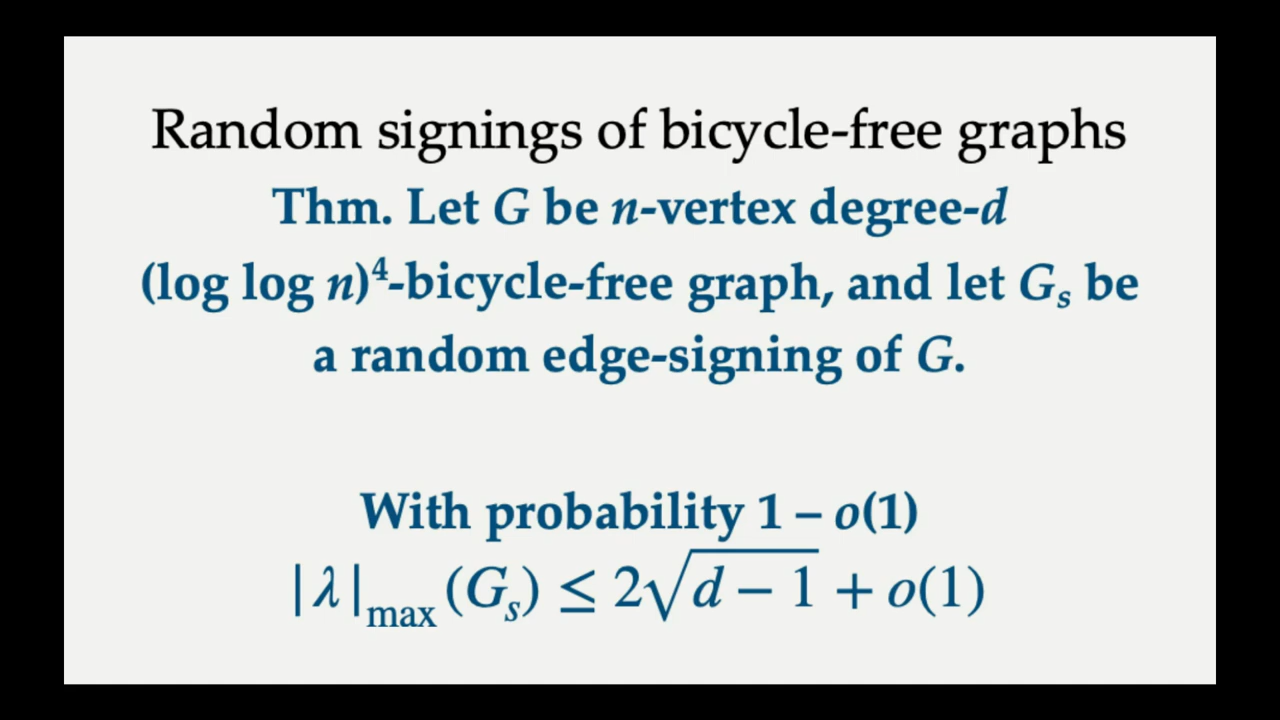 Random signings of bicycle-free graphs
Thm. Let G be n-vertex degree-d
(log log n)⁴-bicycle-free graph, and let Gₛ be
a random edge-signing of G.
With probability 1 – o(1)
|λ|ₘₐₓ (Gₛ) ≤ 2√(d − 1) + o(1)